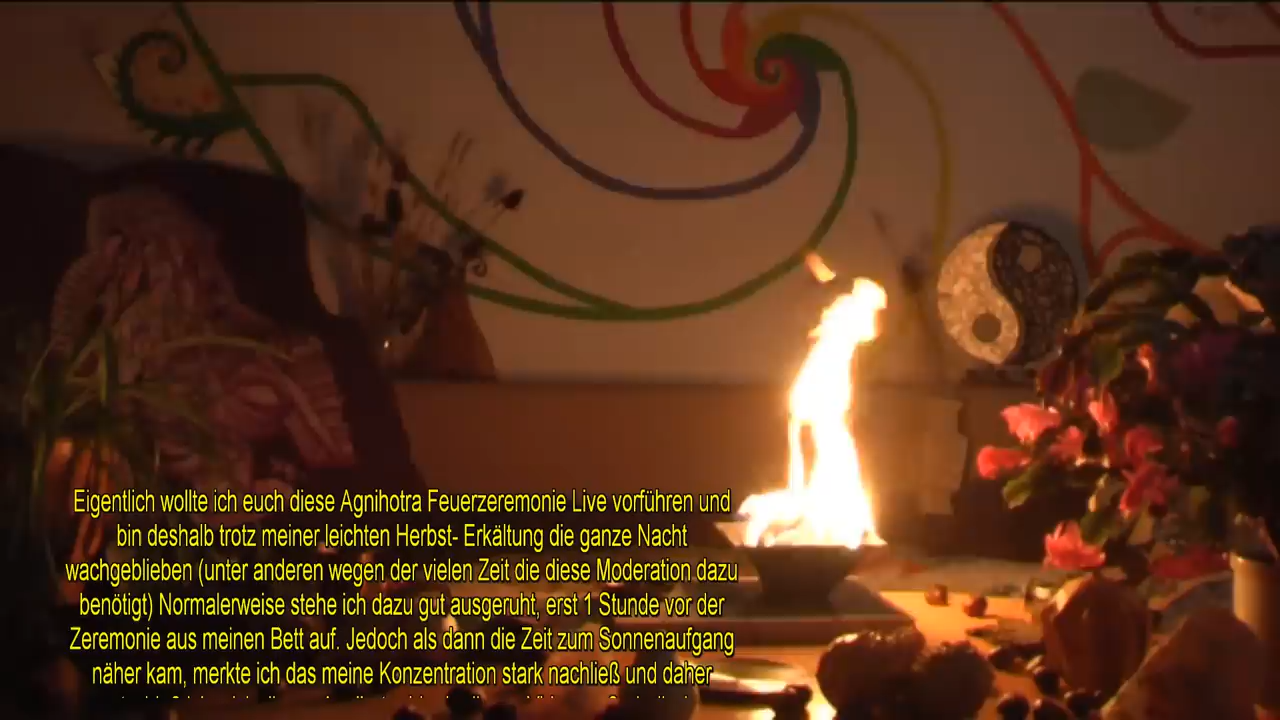 Eigentlich wollte ich euch diese Agnihotra Feuerzeremonie Live vorführen und
bin deshalb trotz meiner leichten Herbst- Erkältung die ganze Nacht
wachgeblieben (unter anderen wegen der vielen Zeit die diese Moderation dazu
benötigt) Normalerweise stehe ich dazu gut ausgeruht, erst 1 Stunde vor der
Zeremonie aus meinen Bett auf. Jedoch als dann die Zeit zum Sonnenaufgang
näher kam, merkte ich das meine Konzentration stark nachließ und daher